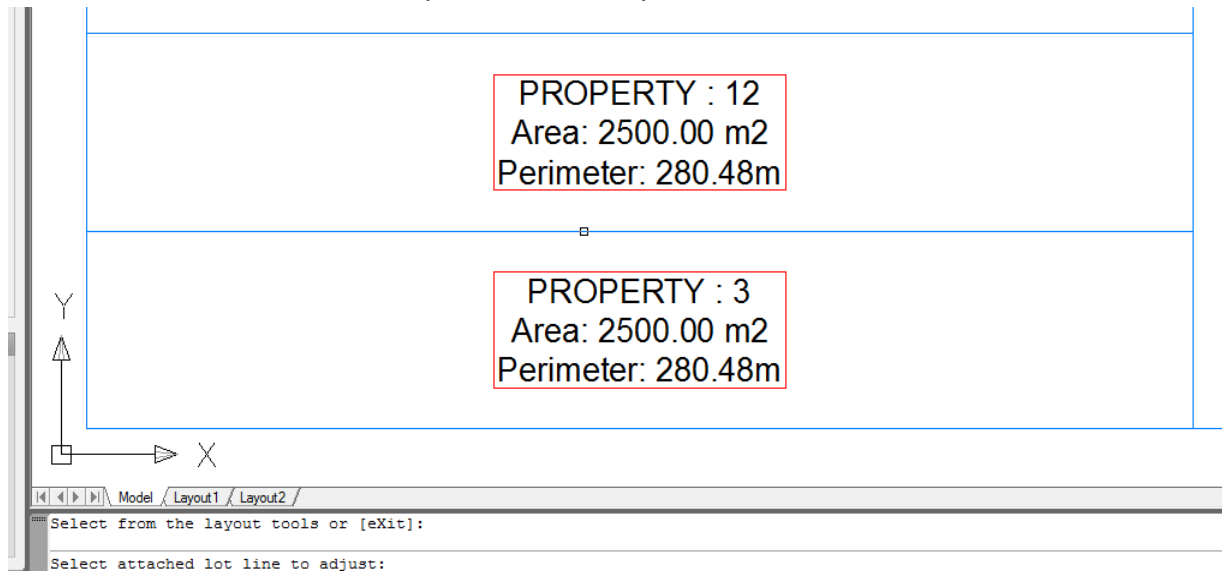 PROPERTY : 12
Area: 2500.00 m2
Perimeter: 280.48m
PROPERTY : 3
Area: 2500.00 m2
Perimeter: 280.48m
Y
X
Model / Layout1 / Layout2 /
Select from the layout tools or [eXit]:
Select attached lot line to adjust: